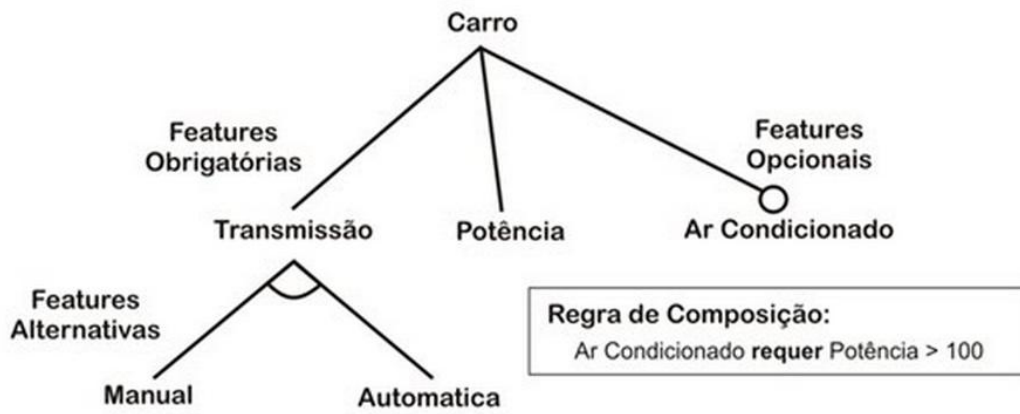 Carro
Features
Obrigatórias
Features
Opcionais
Transmissão
Potência
Ar Condicionado
Features
Alternativas
Manual
Automatica
Regra de Composição:
Ar Condicionado requer Potência > 100